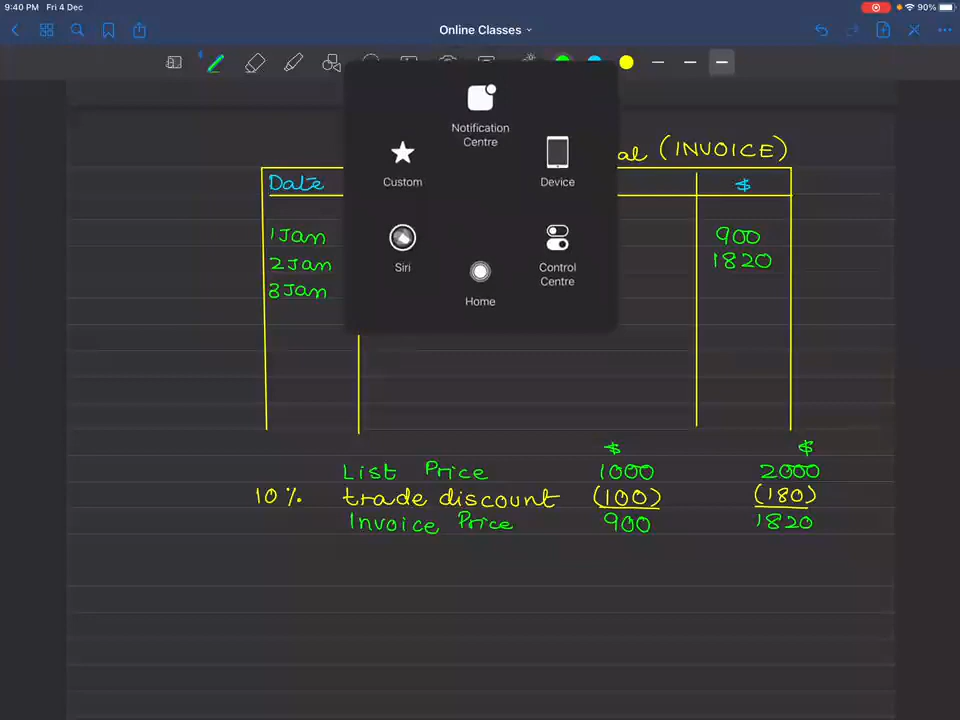 9:40 PM Fri 4 Dec 90%
Online Classes
Notification
Centre
Custom
Device
Siri
Control
Centre
Home
al (INVOICE)
Date $
1 Jan 900
2 Jan 1820
3 Jan
$ $
List Price 1000 2000
10% trade discount (100) (180)
Invoice Price 900 1820